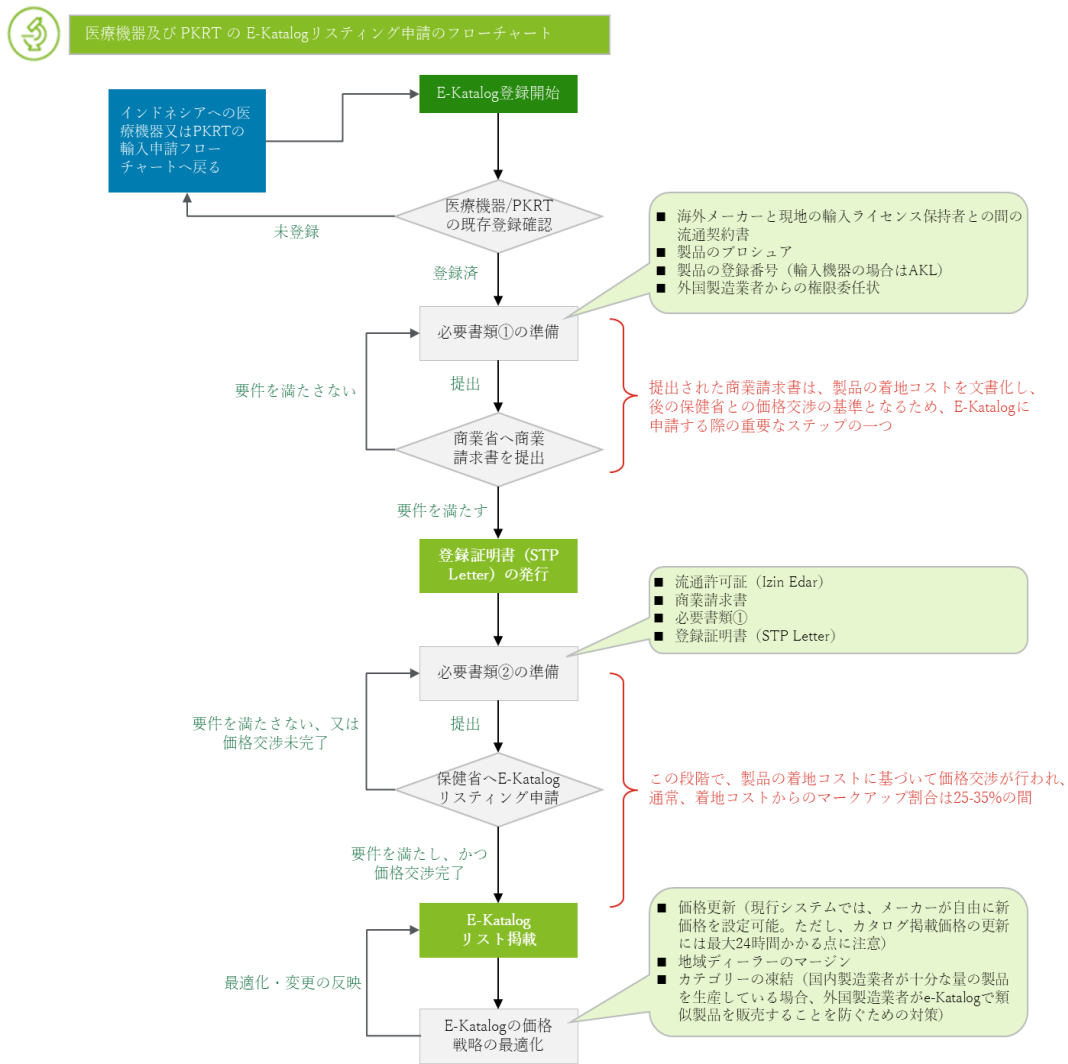 医療機器及び PKRT の E-Katalogリスティング申請のフローチャート
E-Katalog登録開始
インドネシアへの医
療機器又はPKRTの
輸入申請フロー
チャートへ戻る
医療機器/PKRT
の既存登録確認
未登録
登録済
■ 海外メーカーと現地の輸入ライセンス保持者との間の
流通契約書
■ 製品のブロシュア
■ 製品の登録番号（輸入機器の場合はAKL）
■ 外国製造業者からの権限委任状
必要書類①の準備
要件を満たさない
提出
提出された商業請求書は、製品の着地コストを文書化し、
後の保健省との価格交渉の基準となるため、E-Katalogに
申請する際の重要なステップの一つ
商業省へ商業
請求書を提出
要件を満たす
登録証明書（STP
Letter）の発行
■ 流通許可証（Izin Edar）
■ 商業請求書
■ 必要書類①
■ 登録証明書（STP Letter）
必要書類②の準備
要件を満たさない、又は
価格交渉未完了
提出
保健省へE-Katalog
リスティング申請
この段階で、製品の着地コストに基づいて価格交渉が行われ、
通常、着地コストからのマークアップ割合は25-35%の間
要件を満たし、かつ
価格交渉完了
E-Katalog
リスト掲載
■ 価格更新（現行システムでは、メーカーが自由に新
価格を設定可能。ただし、カタログ掲載価格の更新
には最大24時間かかる点に注意）
■ 地域ディーラーのマージン
■ カテゴリーの凍結（国内製造業者が十分な量の製品
を生産している場合、外国製造業者がe-Katalogで類
似製品を販売することを防ぐための対策）
最適化・変更の反映
E-Katalogの価格
戦略の最適化